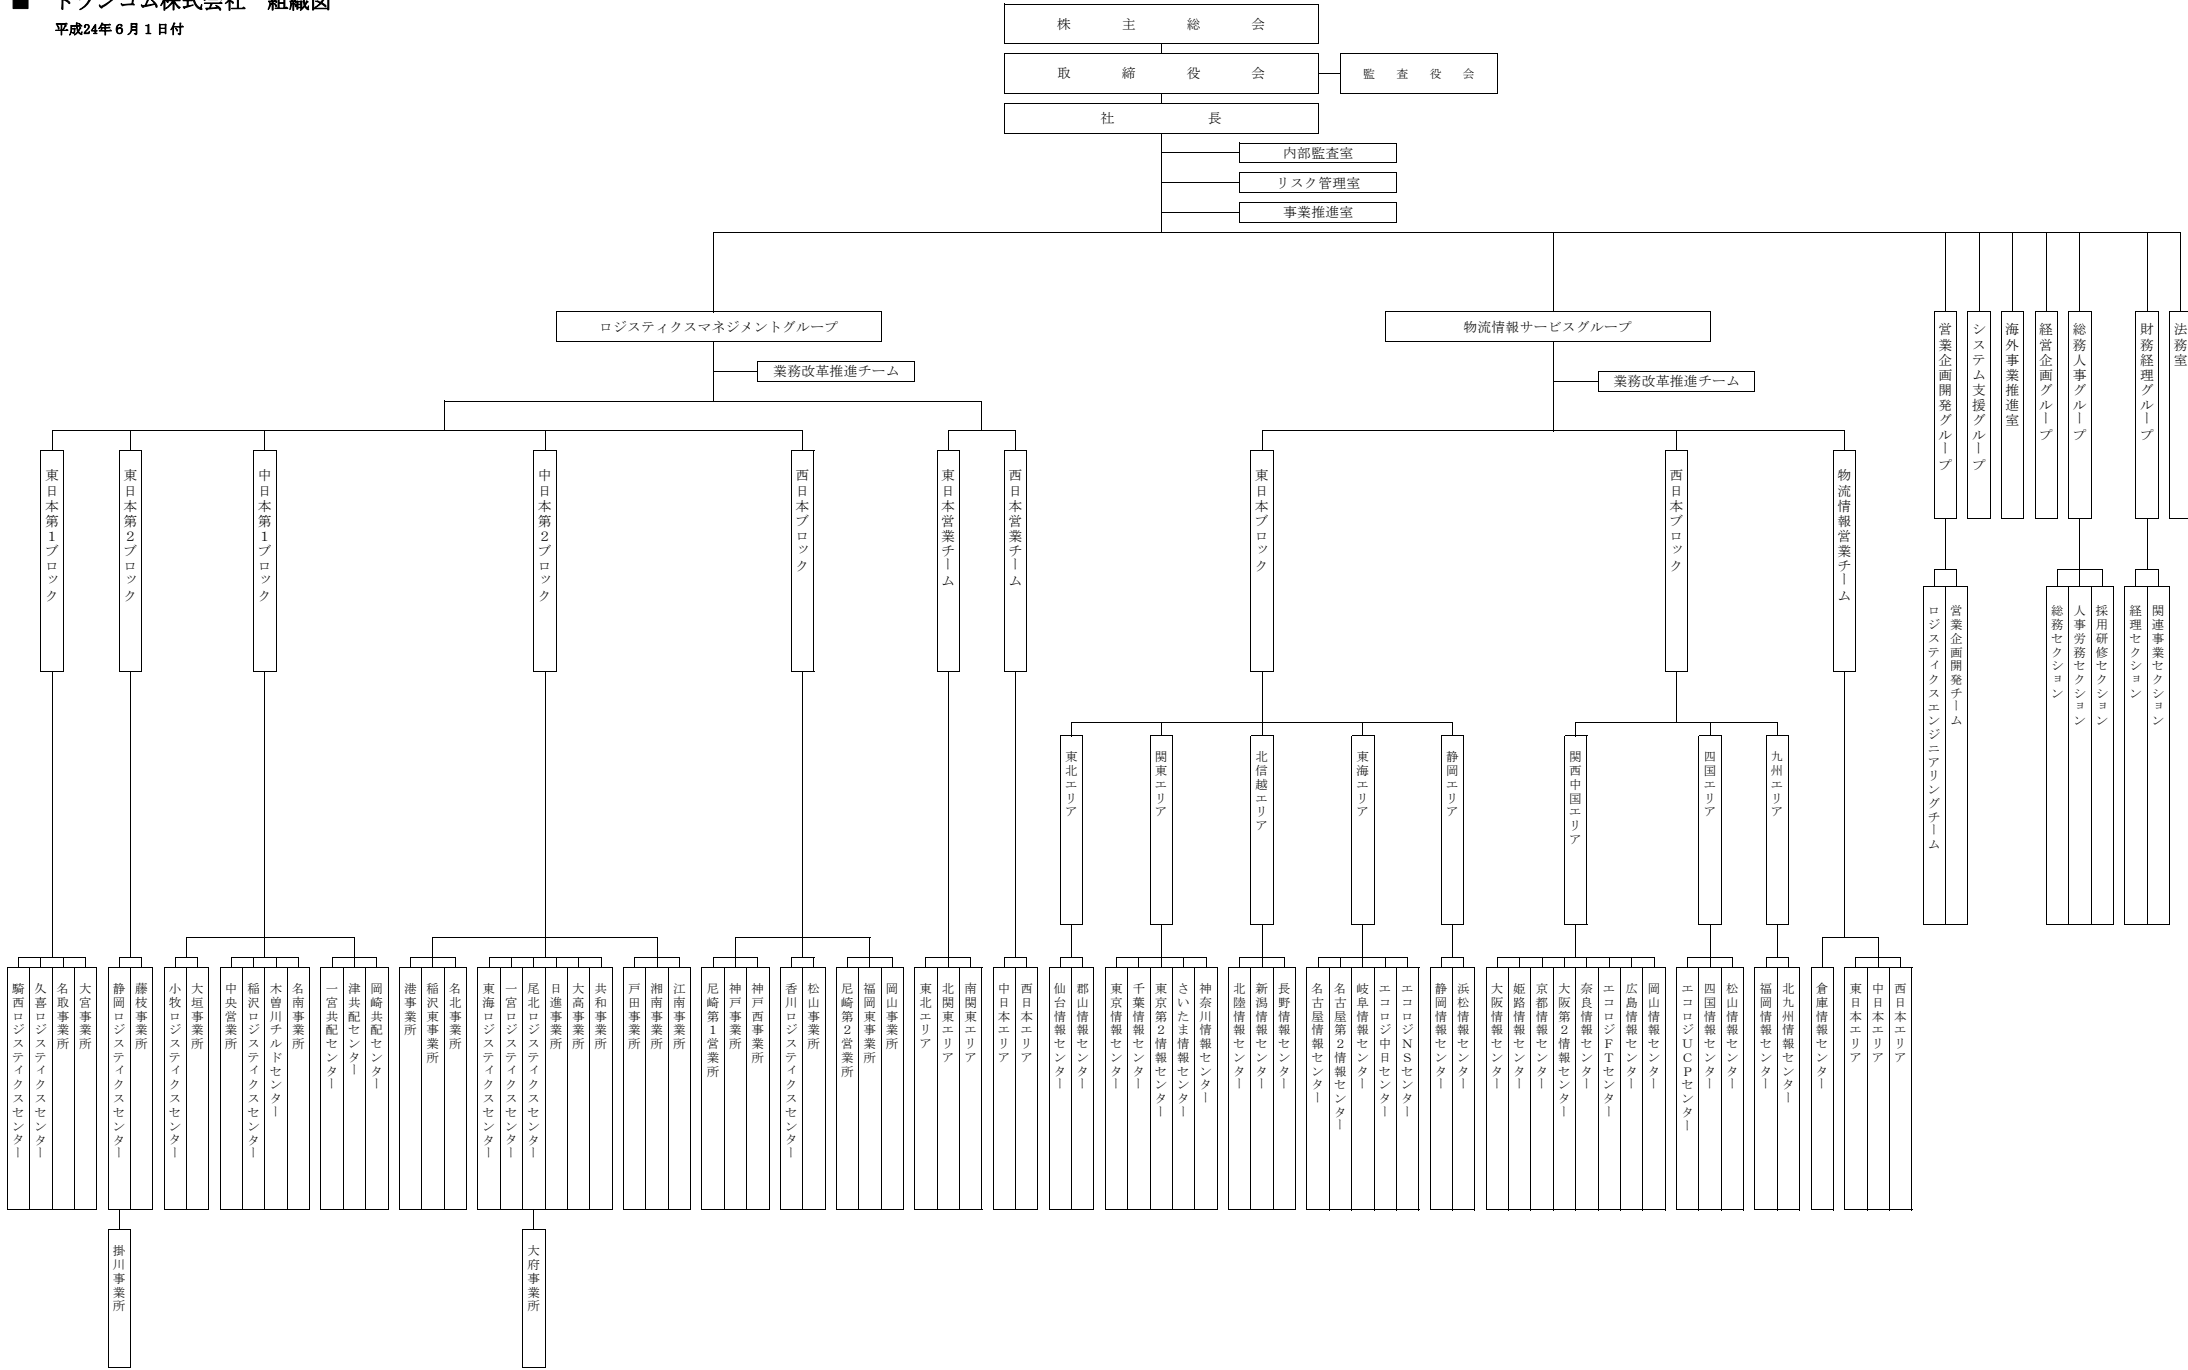 ■ トランコム株式会社 組織図
平成24年６月１日付
株主総会
取締役会
監査役会
社長
内部監査室
リスク管理室
事業推進室
ロジスティクスマネジメントグループ
物流情報サービスグループ
業務改革推進チーム
業務改革推進チーム
営業企画開発グループ
システム支援グループ
海外事業推進室
経営企画グループ
総務人事グループ
財務経理グループ
法務室
東日本第１ブロック
東日本第２ブロック
中日本第１ブロック
中日本第２ブロック
西日本ブロック
東日本営業チーム
西日本営業チーム
東日本ブロック
西日本ブロック
物流情報営業チーム
ロジスティクスエンジニアリングチーム
営業企画開発チーム
総務セクション
人事労務セクション
採用研修セクション
経理セクション
関連事業セクション
東北エリア
関東エリア
北信越エリア
東海エリア
静岡エリア
関西中国エリア
四国エリア
九州エリア
騎西ロジスティクスセンター
久喜ロジスティクスセンター
名取事業所
大宮事業所
静岡ロジスティクスセンター
藤枝事業所
小牧ロジスティクスセンター
大垣事業所
中央営業所
稲沢ロジスティクスセンター
木曽川チルドセンター
名南事業所
一宮共配センター
津共配センター
岡崎共配センター
港事業所
稲沢東事業所
名北事業所
東海ロジスティクスセンター
一宮ロジスティクスセンター
尾北ロジスティクスセンター
日進事業所
大高事業所
共和事業所
戸田事業所
湘南事業所
江南事業所
尼崎第１営業所
神戸事業所
神戸西事業所
香川ロジスティクスセンター
松山事業所
尼崎第２営業所
福岡東事業所
岡山事業所
東北エリア
北関東エリア
南関東エリア
中日本エリア
西日本エリア
仙台情報センター
郡山情報センター
東京情報センター
千葉情報センター
東京第２情報センター
さいたま情報センター
神奈川情報センター
北陸情報センター
新潟情報センター
長野情報センター
名古屋情報センター
名古屋第２情報センター
岐阜情報センター
エコロジ中日センター
エコロジＮＳセンター
静岡情報センター
浜松情報センター
大阪情報センター
姫路情報センター
京都情報センター
大阪第２情報センター
奈良情報センター
エコロジＦＴセンター
広島情報センター
岡山情報センター
エコロジＵＣＰセンター
四国情報センター
松山情報センター
福岡情報センター
北九州情報センター
倉庫情報センター
東日本エリア
中日本エリア
西日本エリア
掛川事業所
大府事業所